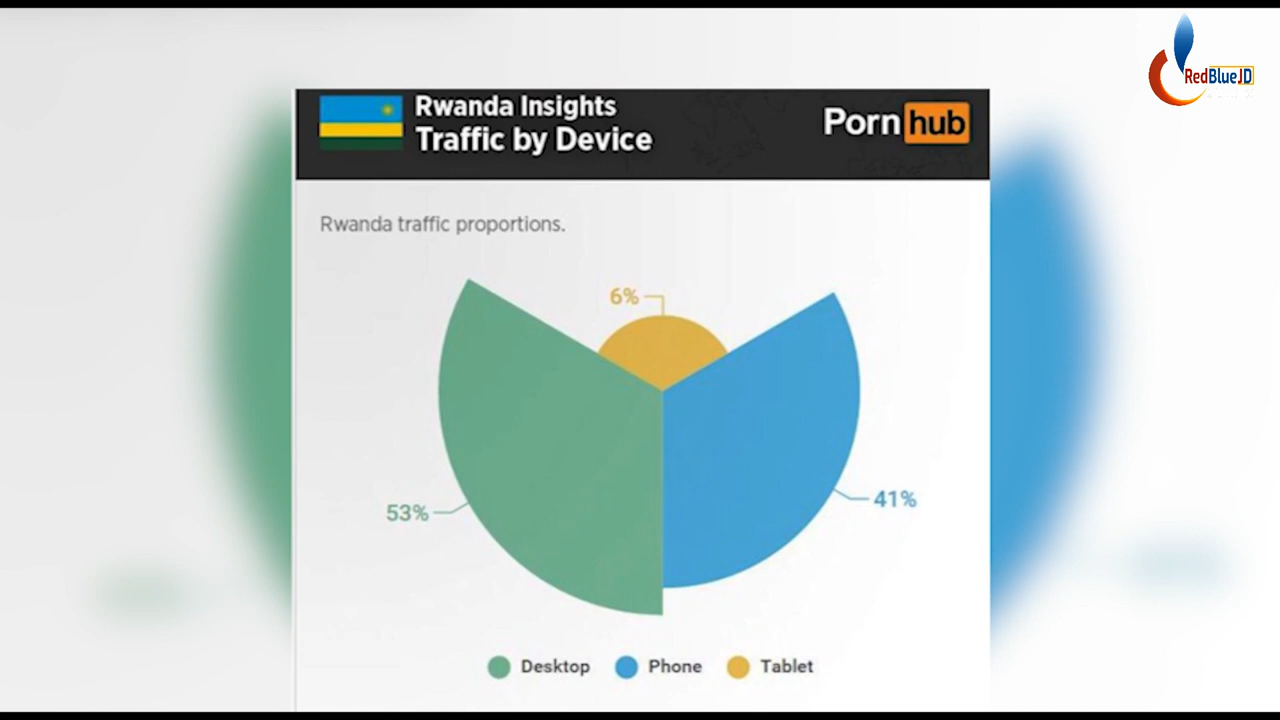 RedBlueJD
Rwanda Insights
Traffic by Device
Pornhub
Rwanda traffic proportions.
6%
53%
41%
Desktop Phone Tablet